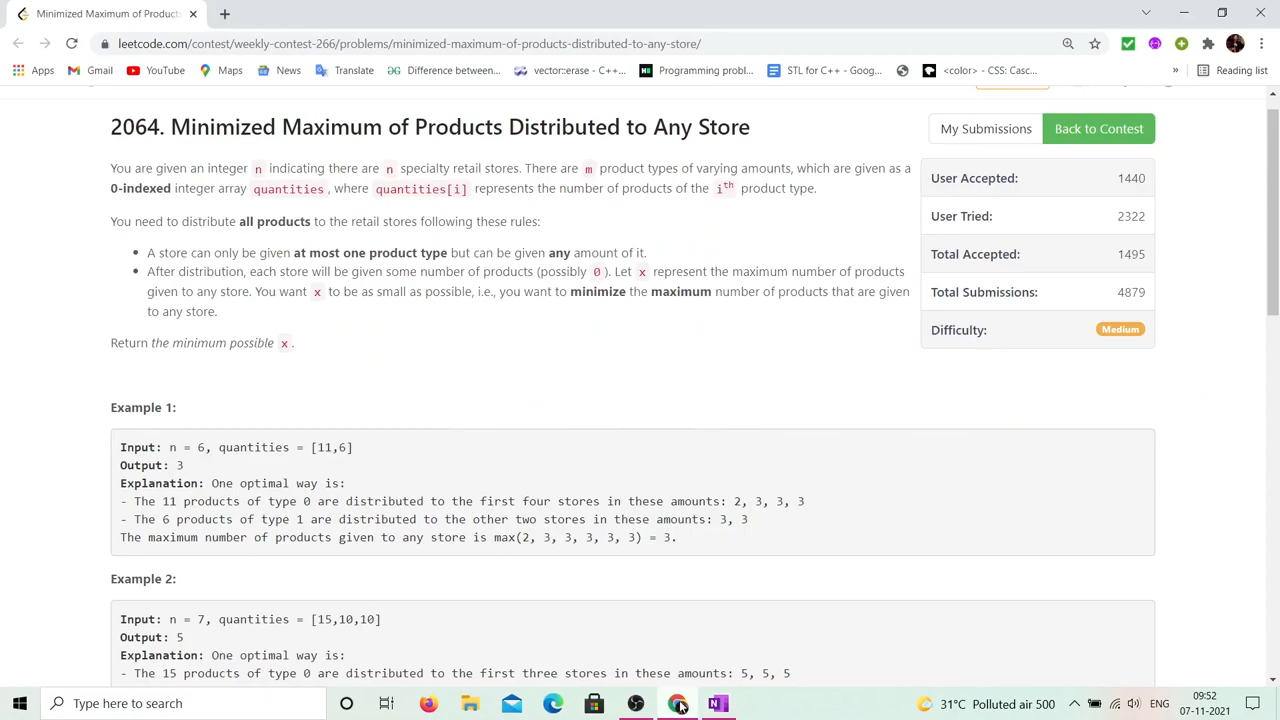 Minimized Maximum of Products D
leetcode.com/contest/weekly-contest-266/problems/minimized-maximum-of-products-distributed-to-any-store/
Apps Gmail YouTube Maps News Translate Difference between... vector::erase - C++... Programming probl... STL for C++ - Goog... <color> - CSS: Casc... » Reading list
2064. Minimized Maximum of Products Distributed to Any Store
My Submissions Back to Contest
You are given an integer n indicating there are n specialty retail stores. There are m product types of varying amounts, which are given as a
0-indexed integer array quantities, where quantities[i] represents the number of products of the ith product type.
You need to distribute all products to the retail stores following these rules:
• A store can only be given at most one product type but can be given any amount of it.
• After distribution, each store will be given some number of products (possibly 0). Let x represent the maximum number of products
given to any store. You want x to be as small as possible, i.e., you want to minimize the maximum number of products that are given
to any store.
Return the minimum possible x.
User Accepted: 1440
User Tried: 2322
Total Accepted: 1495
Total Submissions: 4879
Difficulty: Medium
Example 1:
Input: n = 6, quantities = [11,6]
Output: 3
Explanation: One optimal way is:
- The 11 products of type 0 are distributed to the first four stores in these amounts: 2, 3, 3, 3
- The 6 products of type 1 are distributed to the other two stores in these amounts: 3, 3
The maximum number of products given to any store is max(2, 3, 3, 3, 3, 3) = 3.
Example 2:
Input: n = 7, quantities = [15,10,10]
Output: 5
Explanation: One optimal way is:
- The 15 products of type 0 are distributed to the first three stores in these amounts: 5, 5, 5
Type here to search
31°C Polluted air 500
ENG
09:52
07-11-2021